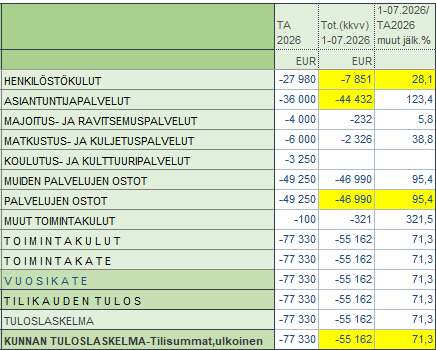 TA Tot.(kkvv) 1-07.2026/
2026 1-07.2026 TA2026
muut jälk.%
EUR EUR
HENKILÖSTÖKULUT -27 980 -7 851 28,1
ASIANTUNTIJAPALVELUT -36 000 -44 432 123,4
MAJOITUS- JA RAVITSEMUSPALVELUT -4 000 -232 5,8
MATKUSTUS- JA KULJETUSPALVELUT -6 000 -2 326 38,8
KOULUTUS- JA KULTTUURIPALVELUT -3 250
MUIDEN PALVELUJEN OSTOT -49 250 -46 990 95,4
PALVELUJEN OSTOT -49 250 -46 990 95,4
MUUT TOIMINTAKULUT -100 -321 321,5
T O I M I N T A K U L U T -77 330 -55 162 71,3
T O I M I N T A K A T E -77 330 -55 162 71,3
V U O S I K A T E -77 330 -55 162 71,3
T I L I K A U D E N T U L O S -77 330 -55 162 71,3
TULOSLASKELMA -77 330 -55 162 71,3
KUNNAN TULOSLASKELMA-Tilisummat,ulkoinen -77 330 -55 162 71,3